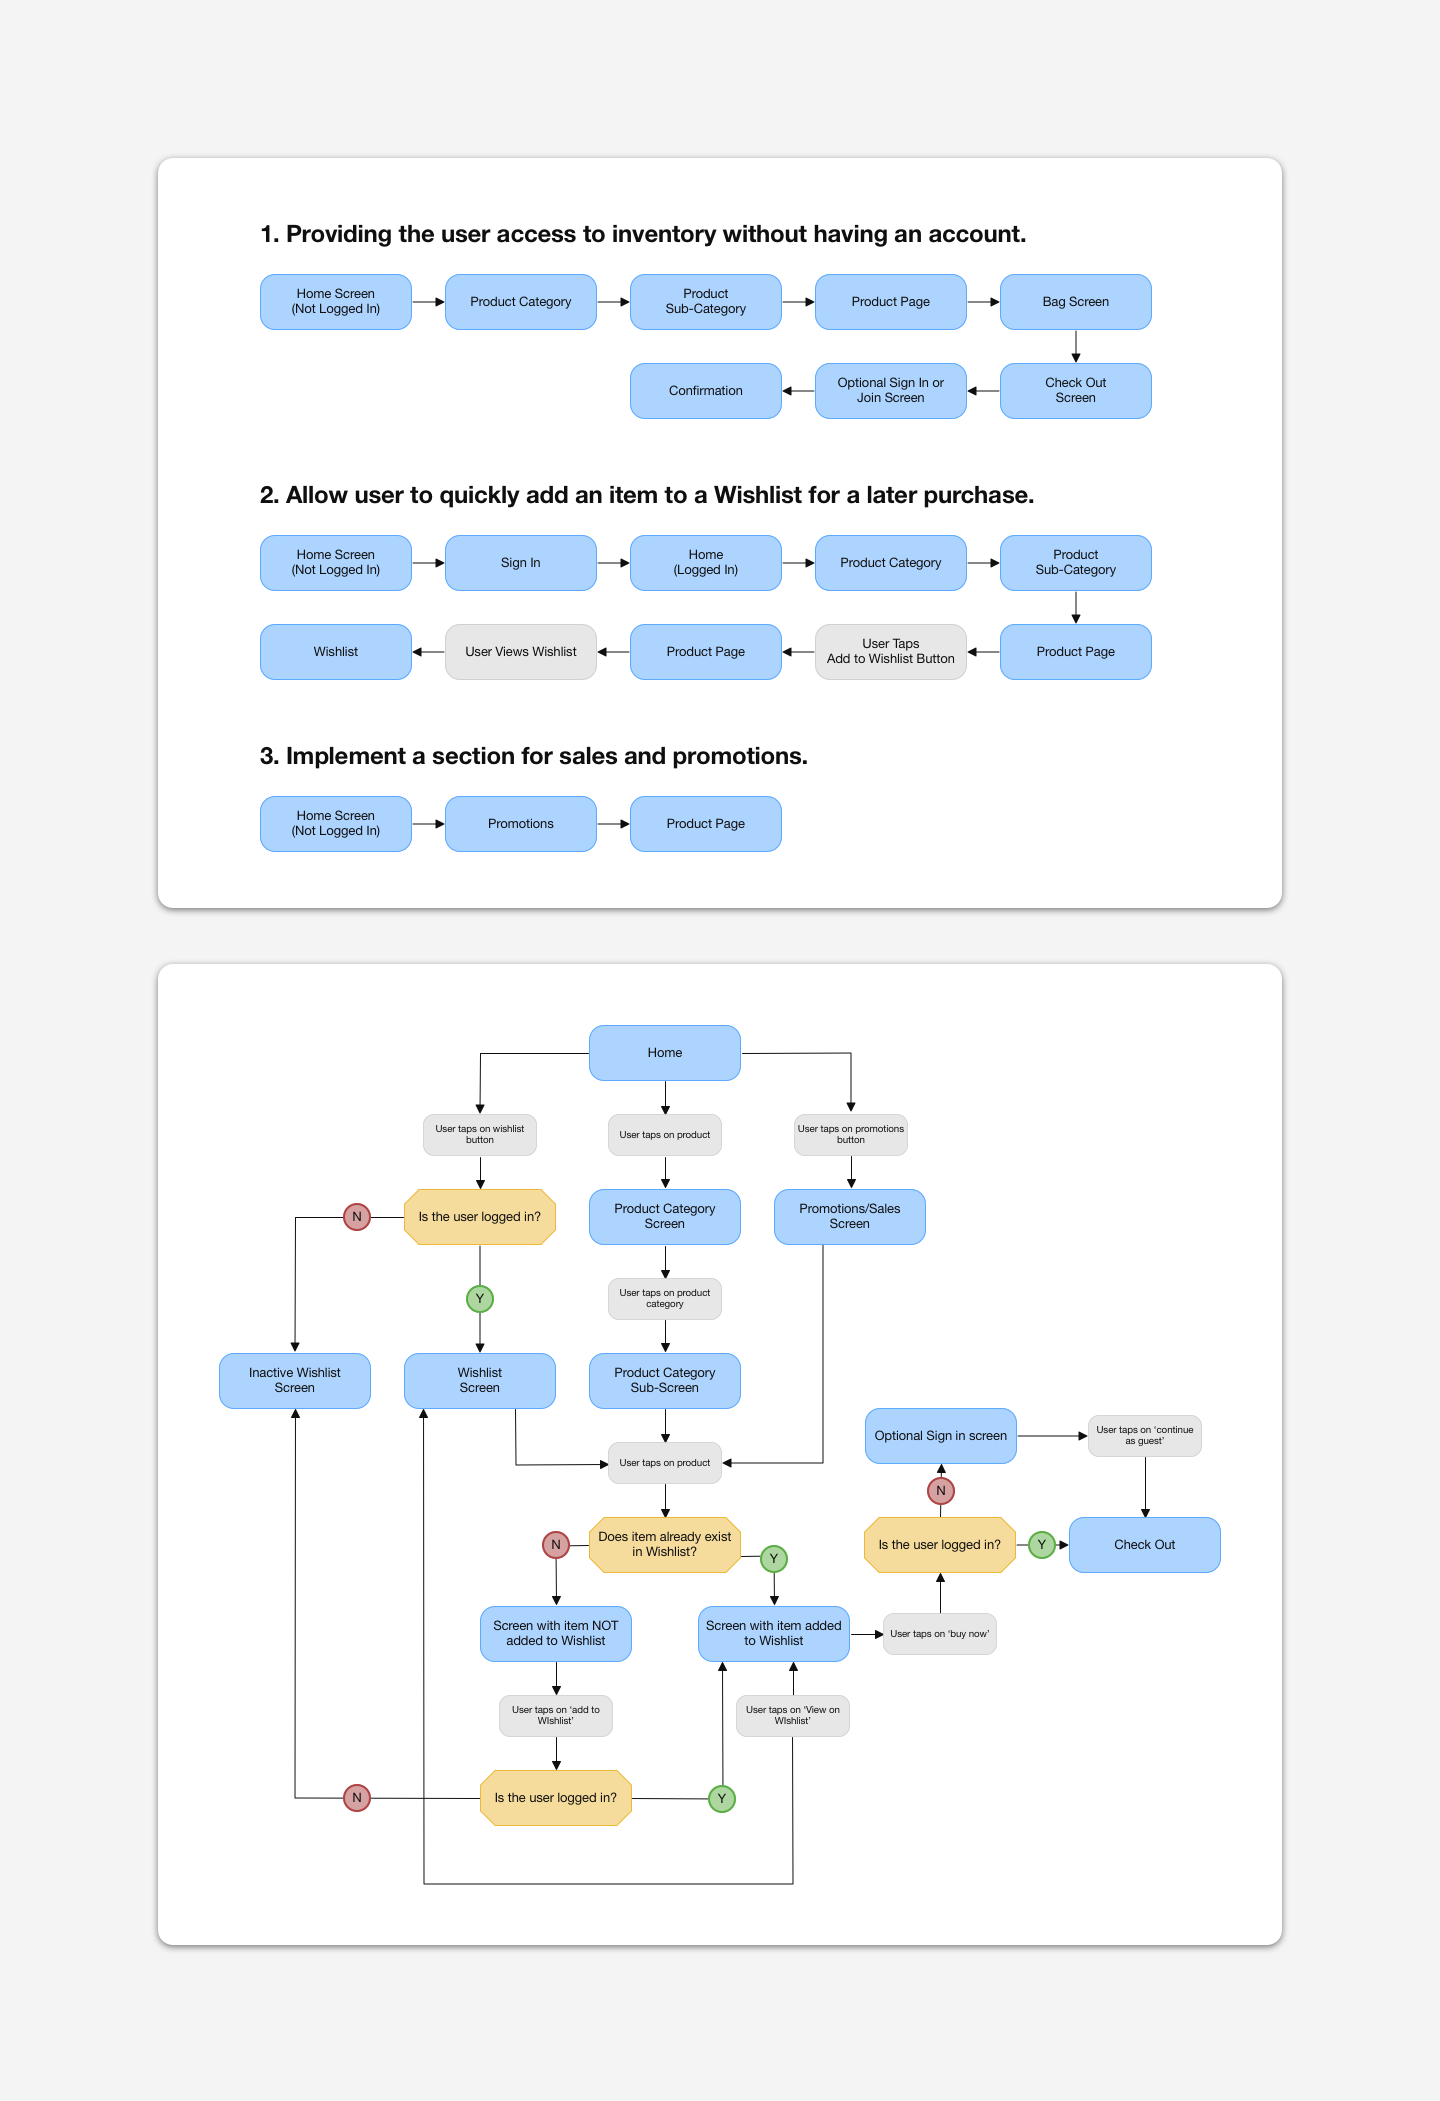 1. Providing the user access to inventory without having an account.
Home Screen
(Not Logged In)
Product Category
Product
Sub-Category
Product Page
Bag Screen
Confirmation
Optional Sign In or
Join Screen
Check Out
Screen
2. Allow user to quickly add an item to a Wishlist for a later purchase.
Home Screen
(Not Logged In)
Sign In
Home
(Logged In)
Product Category
Product
Sub-Category
Wishlist
User Views Wishlist
Product Page
User Taps
Add to Wishlist Button
Product Page
3. Implement a section for sales and promotions.
Home Screen
(Not Logged In)
Promotions
Product Page
Home
User taps on wishlist
button
User taps on product
User taps on promotions
button
N
Is the user logged in?
Product Category
Screen
Promotions/Sales
Screen
Y
User taps on product
category
Inactive Wishlist
Screen
Wishlist
Screen
Product Category
Sub-Screen
Optional Sign in screen
User taps on ‘continue
as guest’
User taps on product
N
N
Does item already exist
in Wishlist?
Y
Is the user logged in?
Y
Check Out
Screen with item NOT
added to Wishlist
Screen with item added
to Wishlist
User taps on ‘buy now’
User taps on ‘add to
WIshlist’
User taps on ‘View on
WIshlist’
N
Is the user logged in?
Y